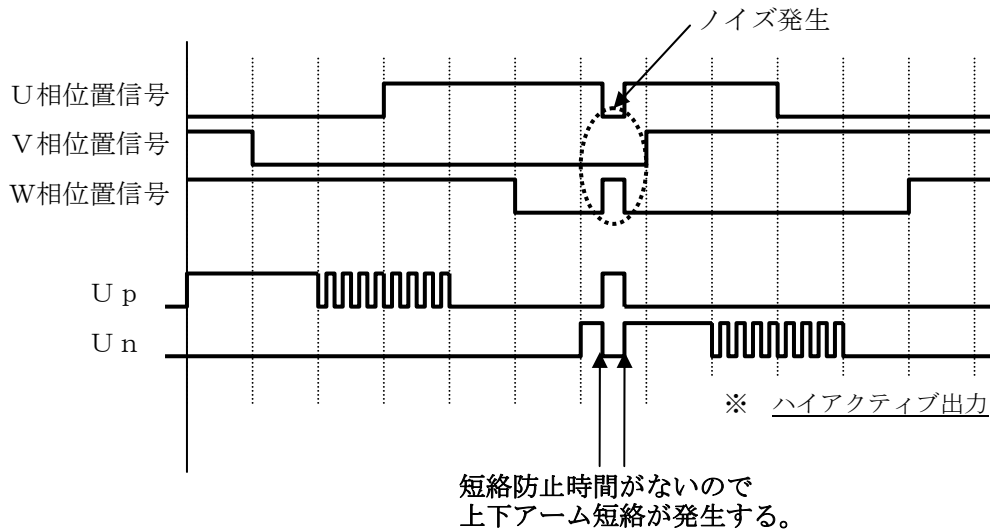 ノイズ発生
U相位置信号
V相位置信号
W相位置信号
Up
Un
※ ハイアクティブ出力
短絡防止時間がないので
上下アーム短絡が発生する。